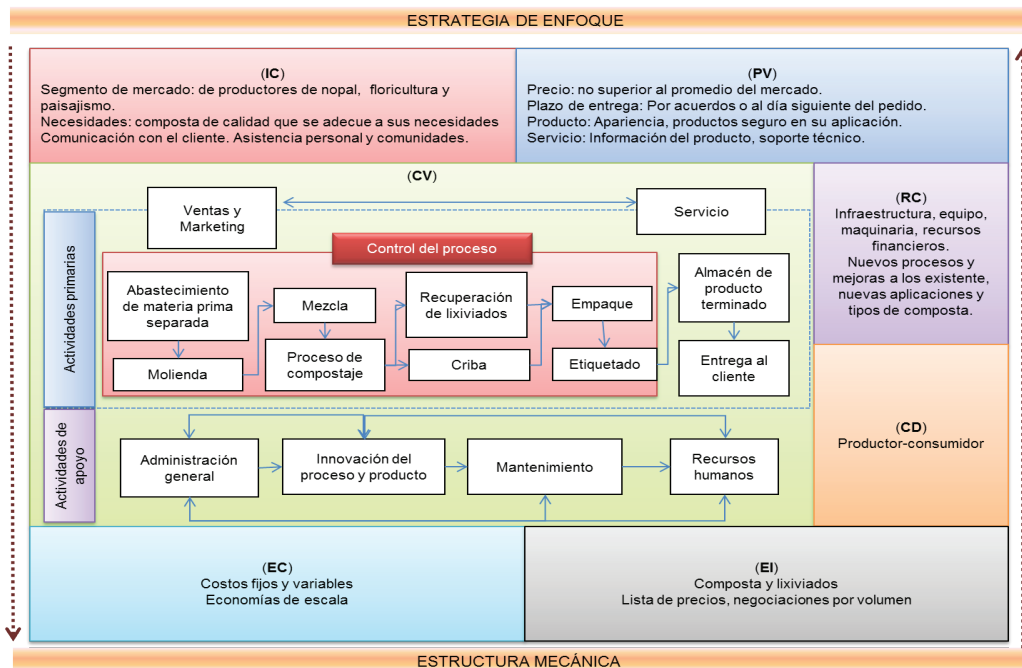 ESTRATEGIA DE ENFOQUE
(IC)
Segmento de mercado: de productores de nopal, floricultura y
paisajismo.
Necesidades: composta de calidad que se adecue a sus necesidades
Comunicación con el cliente. Asistencia personal y comunidades.
(PV)
Precio: no superior al promedio del mercado.
Plazo de entrega: Por acuerdos o al día siguiente del pedido.
Producto: Apariencia, productos seguro en su aplicación.
Servicio: Información del producto, soporte técnico.
(CV)
Ventas y
Marketing
Servicio
Actividades primarias
Control del proceso
Abastecimiento
de materia prima
separada
Molienda
Mezcla
Proceso de
compostaje
Recuperación
de lixiviados
Criba
Empaque
Etiquetado
Almacén de
producto
terminado
Entrega al
cliente
(RC)
Infraestructura, equipo,
maquinaria, recursos
financieros.
Nuevos procesos y
mejoras a los existente,
nuevas aplicaciones y
tipos de composta.
Actividades de
apoyo
Administración
general
Innovación del
proceso y producto
Mantenimiento
Recursos
humanos
(CD)
Productor-consumidor
(EC)
Costos fijos y variables
Economías de escala
(EI)
Composta y lixiviados
Lista de precios, negociaciones por volumen
ESTRUCTURA MECÁNICA